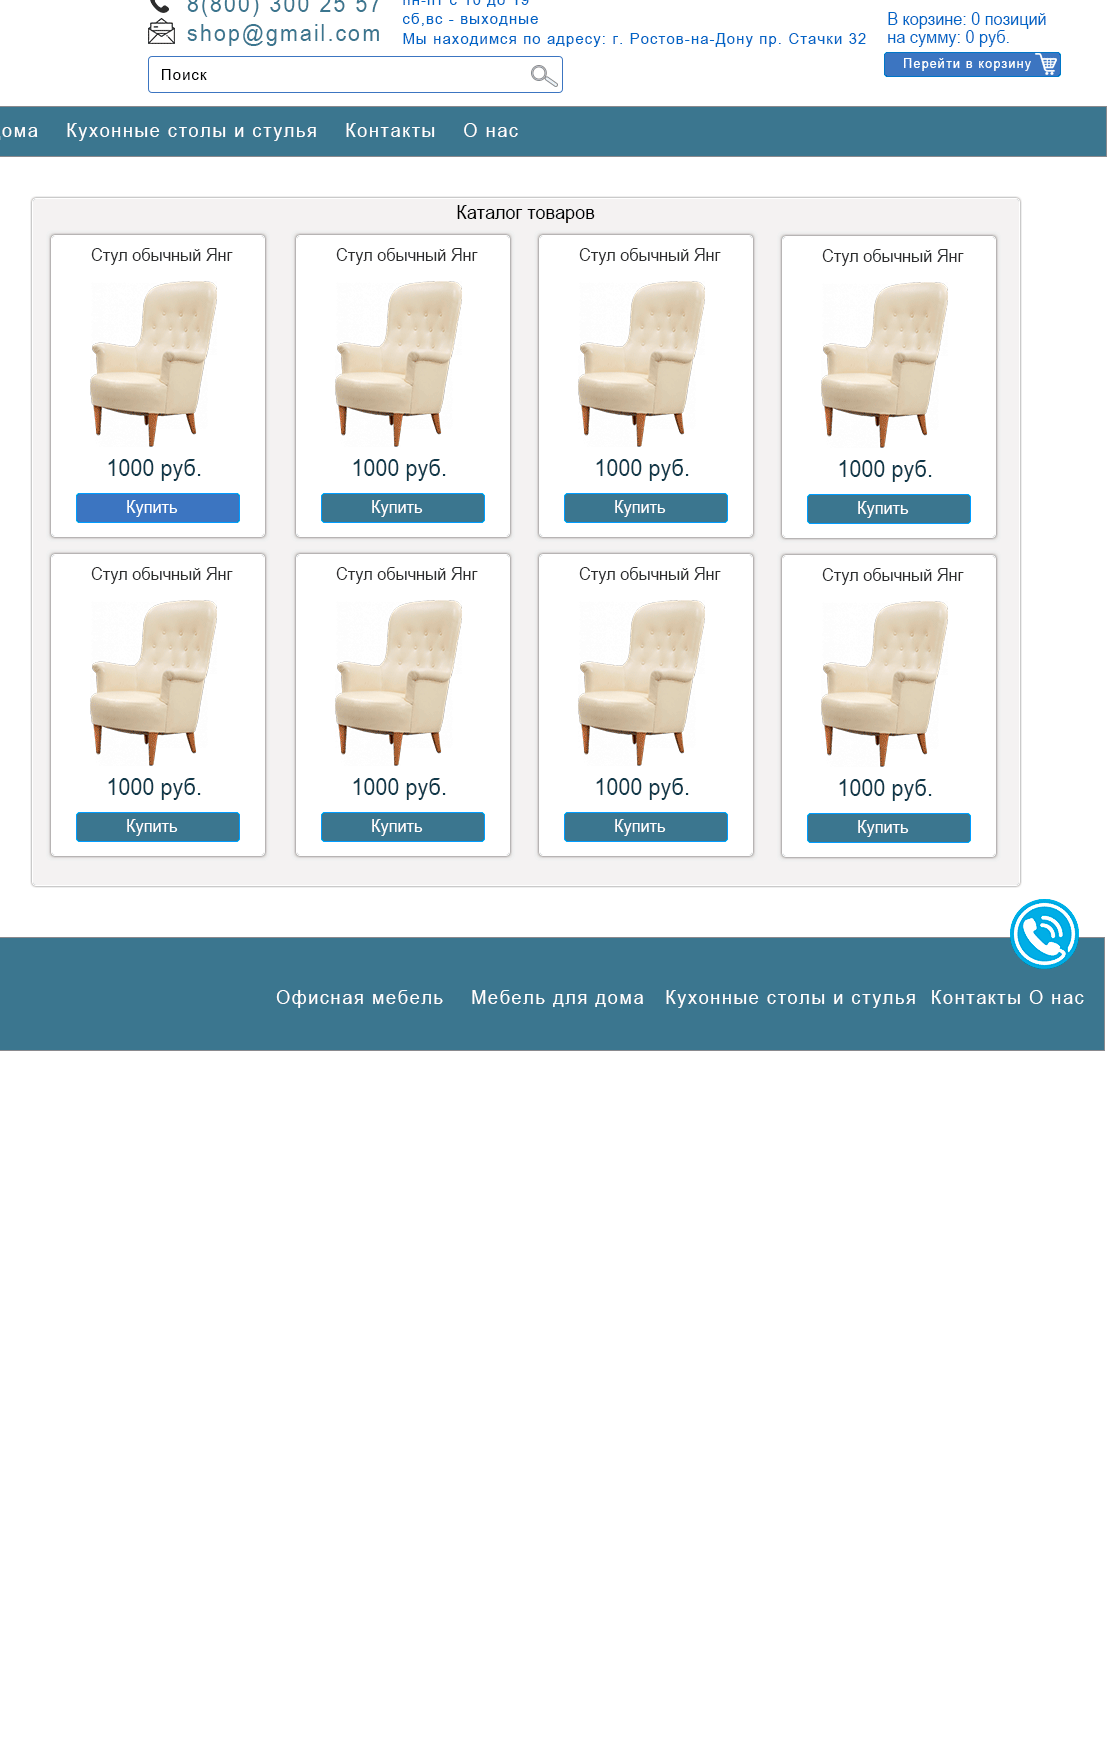 8(800) 300 25 57
shop@gmail.com
пн-пт с 10 до 19
сб,вс - выходные
Мы находимся по адресу: г. Ростов-на-Дону пр. Стачки 32
В корзине: 0 позиций
на сумму: 0 руб.
Перейти в корзину
Поиск
дома Кухонные столы и стулья Контакты О нас
Каталог товаров
Стул обычный Янг Стул обычный Янг Стул обычный Янг Стул обычный Янг
1000 руб. 1000 руб. 1000 руб. 1000 руб.
Купить Купить Купить Купить
Стул обычный Янг Стул обычный Янг Стул обычный Янг Стул обычный Янг
1000 руб. 1000 руб. 1000 руб. 1000 руб.
Купить Купить Купить Купить
Офисная мебель Мебель для дома Кухонные столы и стулья Контакты О нас